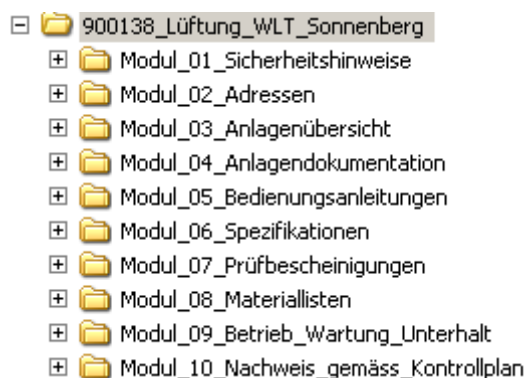 900138_Lüftung_WLT_Sonnenberg
Modul_01_Sicherheitshinweise
Modul_02_Adressen
Modul_03_Anlagenübersicht
Modul_04_Anlagendokumentation
Modul_05_Bedienungsanleitungen
Modul_06_Spezifikationen
Modul_07_Prüfbescheinigungen
Modul_08_Materiallisten
Modul_09_Betrieb_Wartung_Unterhalt
Modul_10_Nachweis_gemäss_Kontrollplan